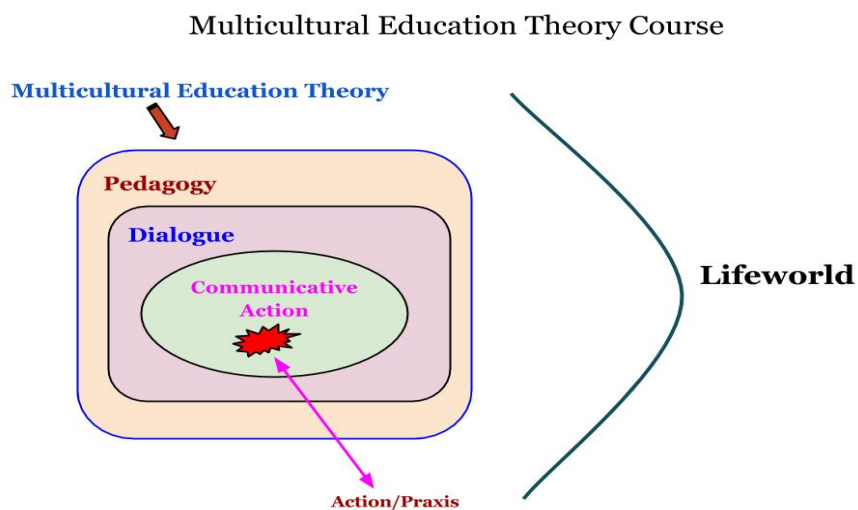 Multicultural Education Theory Course
Multicultural Education Theory
Pedagogy
Dialogue
Communicative
Action
Lifeworld
Action/Praxis